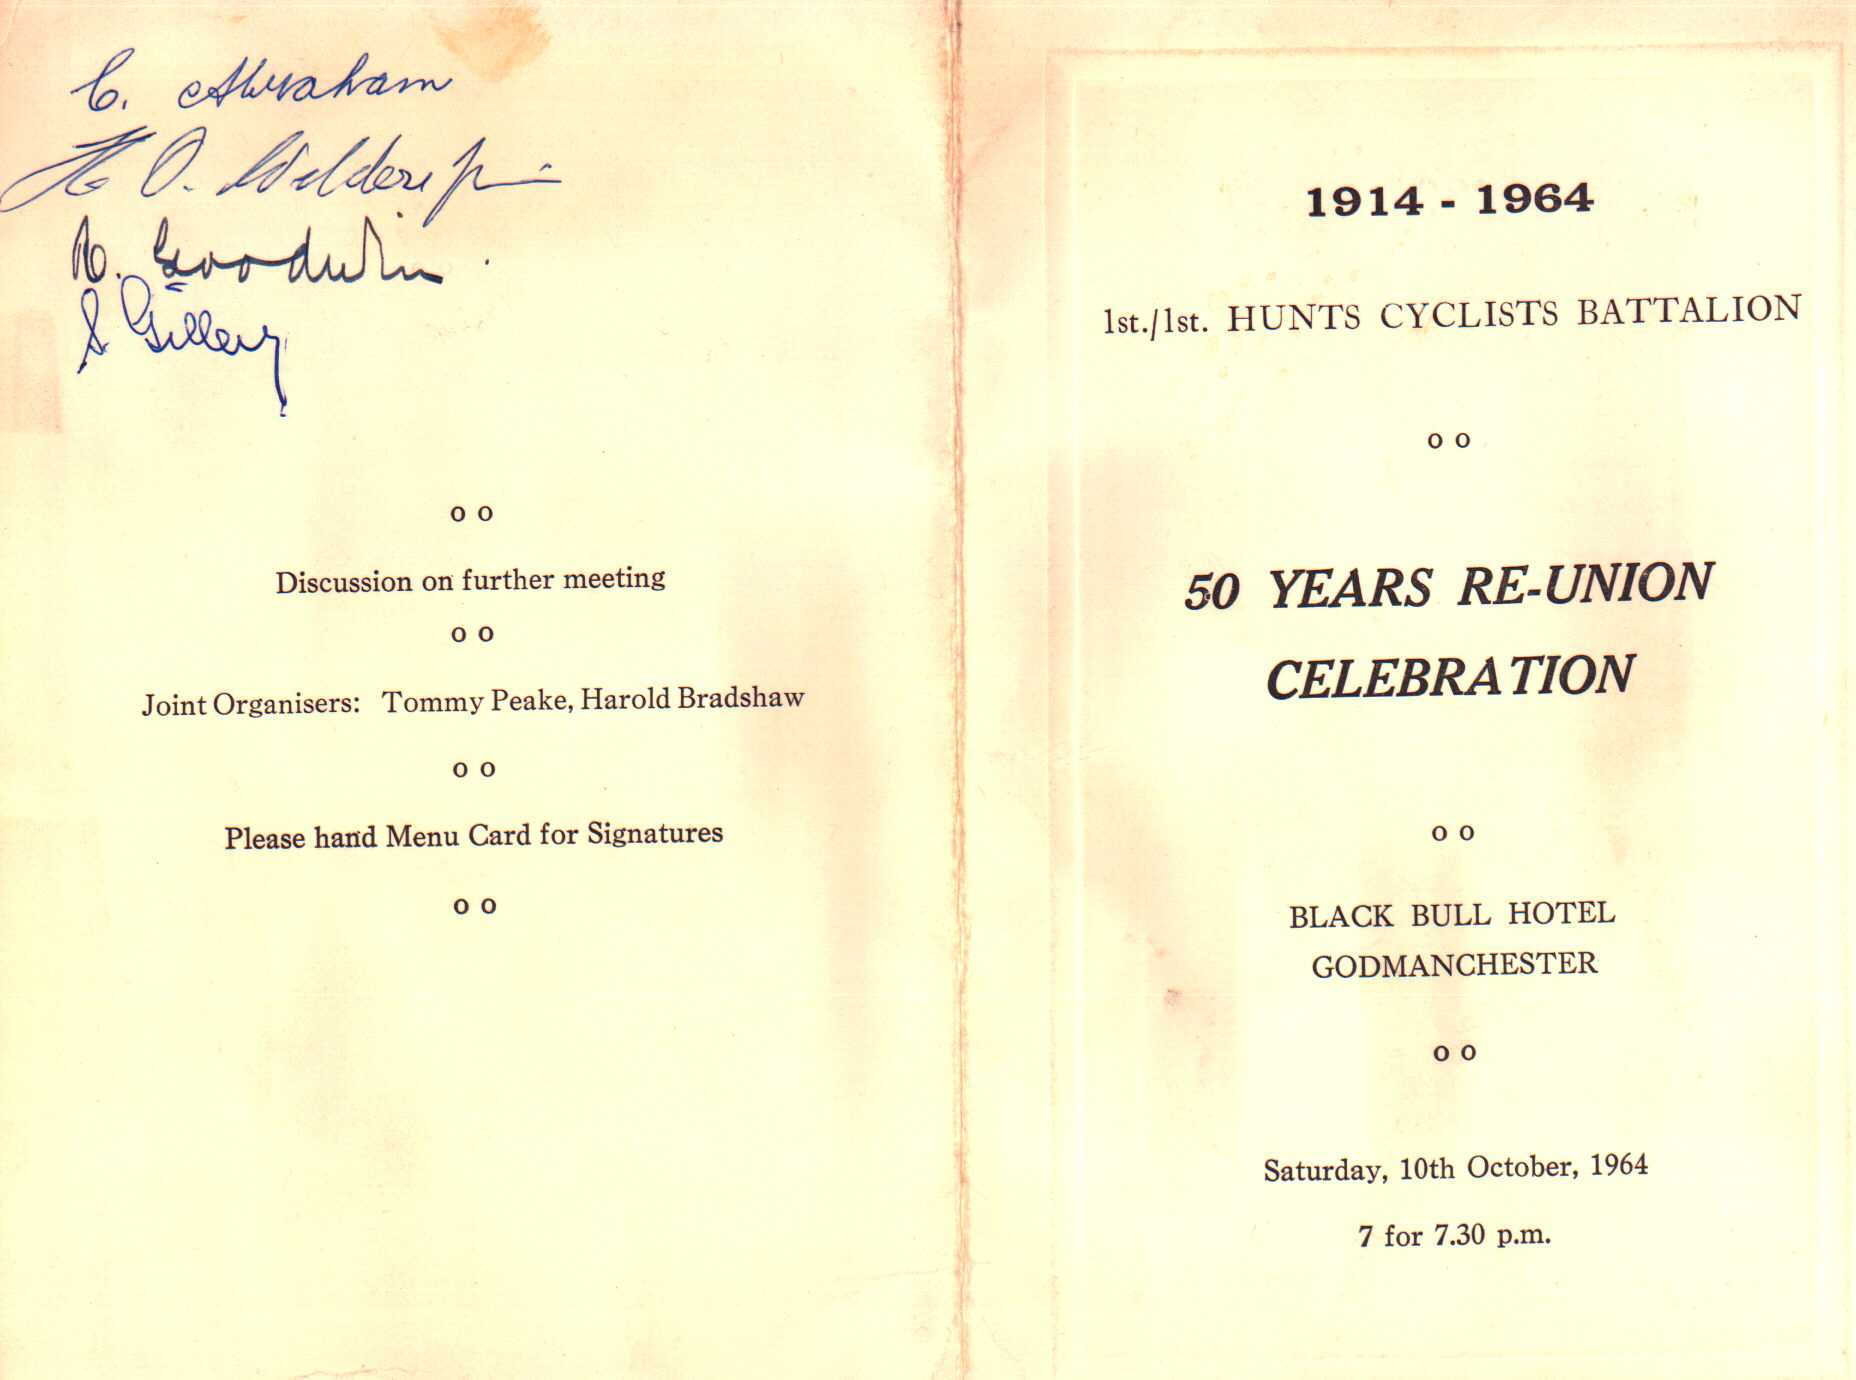 C. Abraham
H O.
N. Goodwin
S. Gillery
o o
Discussion on further meeting
o o
Joint Organisers: Tommy Peake, Harold Bradshaw
o o
Please hand Menu Card for Signatures
o o
1914 - 1964
1st./1st. HUNTS CYCLISTS BATTALION
o o
50 YEARS RE-UNION
CELEBRATION
o o
BLACK BULL HOTEL
GODMANCHESTER
o o
Saturday, 10th October, 1964
7 for 7.30 p.m.